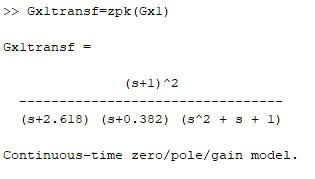 >> Gx1transf=zpk(Gx1)
Gx1transf =
(s+1)^2
---------------------------------
(s+2.618) (s+0.382) (s^2 + s + 1)
Continuous-time zero/pole/gain model.